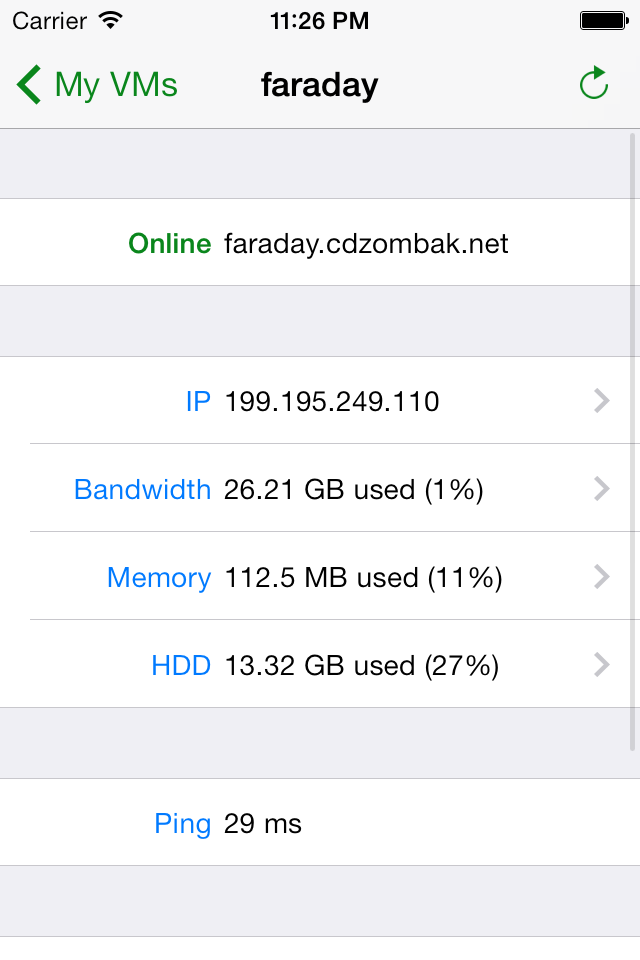 Carrier 11:26 PM
My VMs faraday
Online faraday.cdzombak.net
IP 199.195.249.110
Bandwidth 26.21 GB used (1%)
Memory 112.5 MB used (11%)
HDD 13.32 GB used (27%)
Ping 29 ms